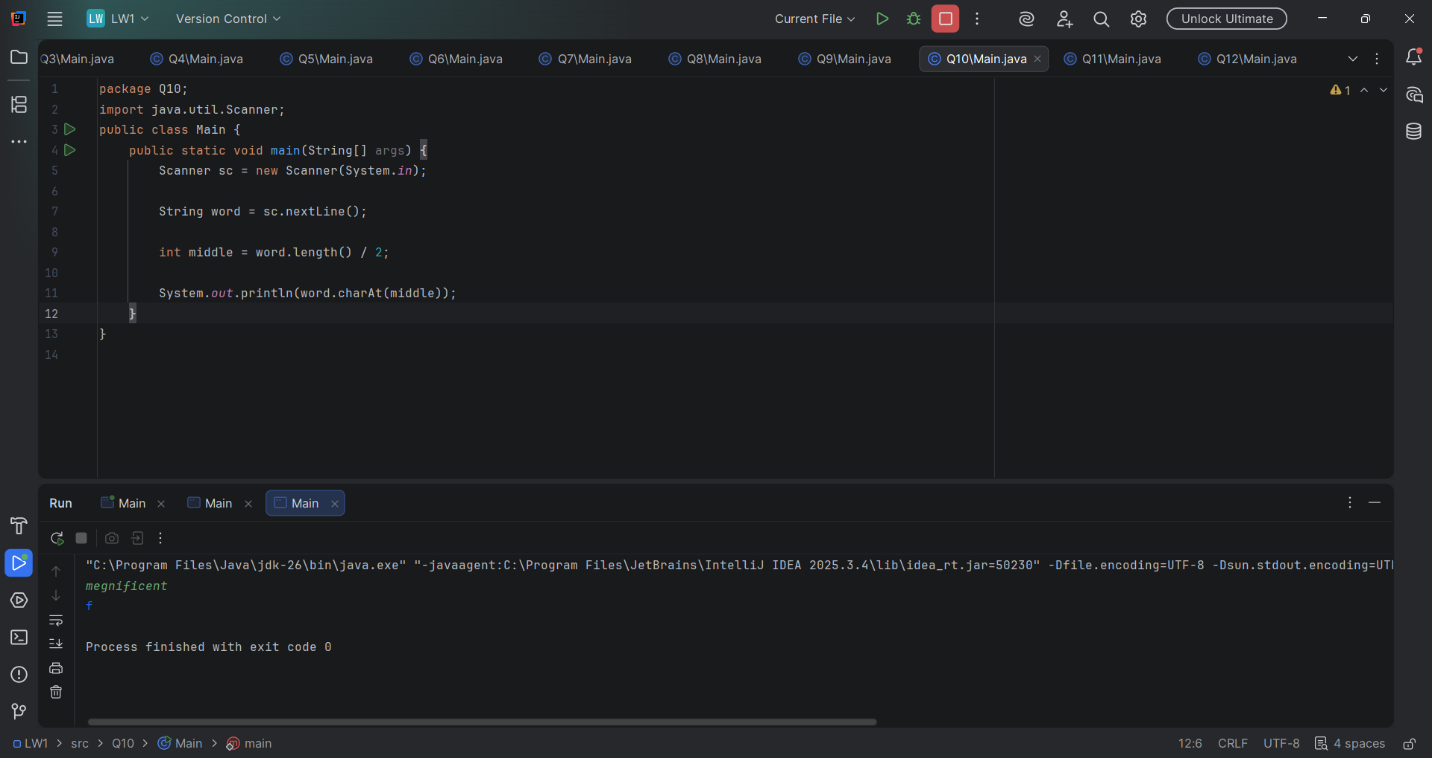 LW LW1 Version Control Current File Unlock Ultimate
Q3\Main.java Q4\Main.java Q5\Main.java Q6\Main.java Q7\Main.java Q8\Main.java Q9\Main.java Q10\Main.java Q11\Main.java Q12\Main.java
1 package Q10;
2 import java.util.Scanner;
3 public class Main {
4 public static void main(String[] args) {
5 Scanner sc = new Scanner(System.in);
6
7 String word = sc.nextLine();
8
9 int middle = word.length() / 2;
10
11 System.out.println(word.charAt(middle));
12 }
13 }
14
1
Run Main Main Main
"C:\Program Files\Java\jdk-26\bin\java.exe" "-javaagent:C:\Program Files\JetBrains\IntelliJ IDEA 2025.3.4\lib\idea_rt.jar=50230" -Dfile.encoding=UTF-8 -Dsun.stdout.encoding=UT
megnificent
f
Process finished with exit code 0
LW1 src Q10 Main main 12:6 CRLF UTF-8 4 spaces